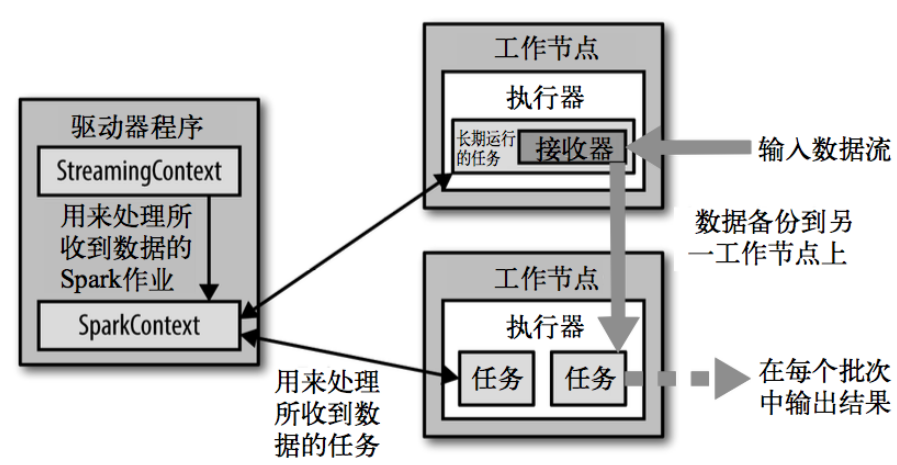 驱动器程序
StreamingContext
用来处理所
收到数据的
Spark作业
SparkContext
工作节点
执行器
长期运行
的任务
接收器
输入数据流
数据备份到另
一工作节点上
工作节点
执行器
任务
任务
用来处理
所收到数
据的任务
在每个批次
中输出结果